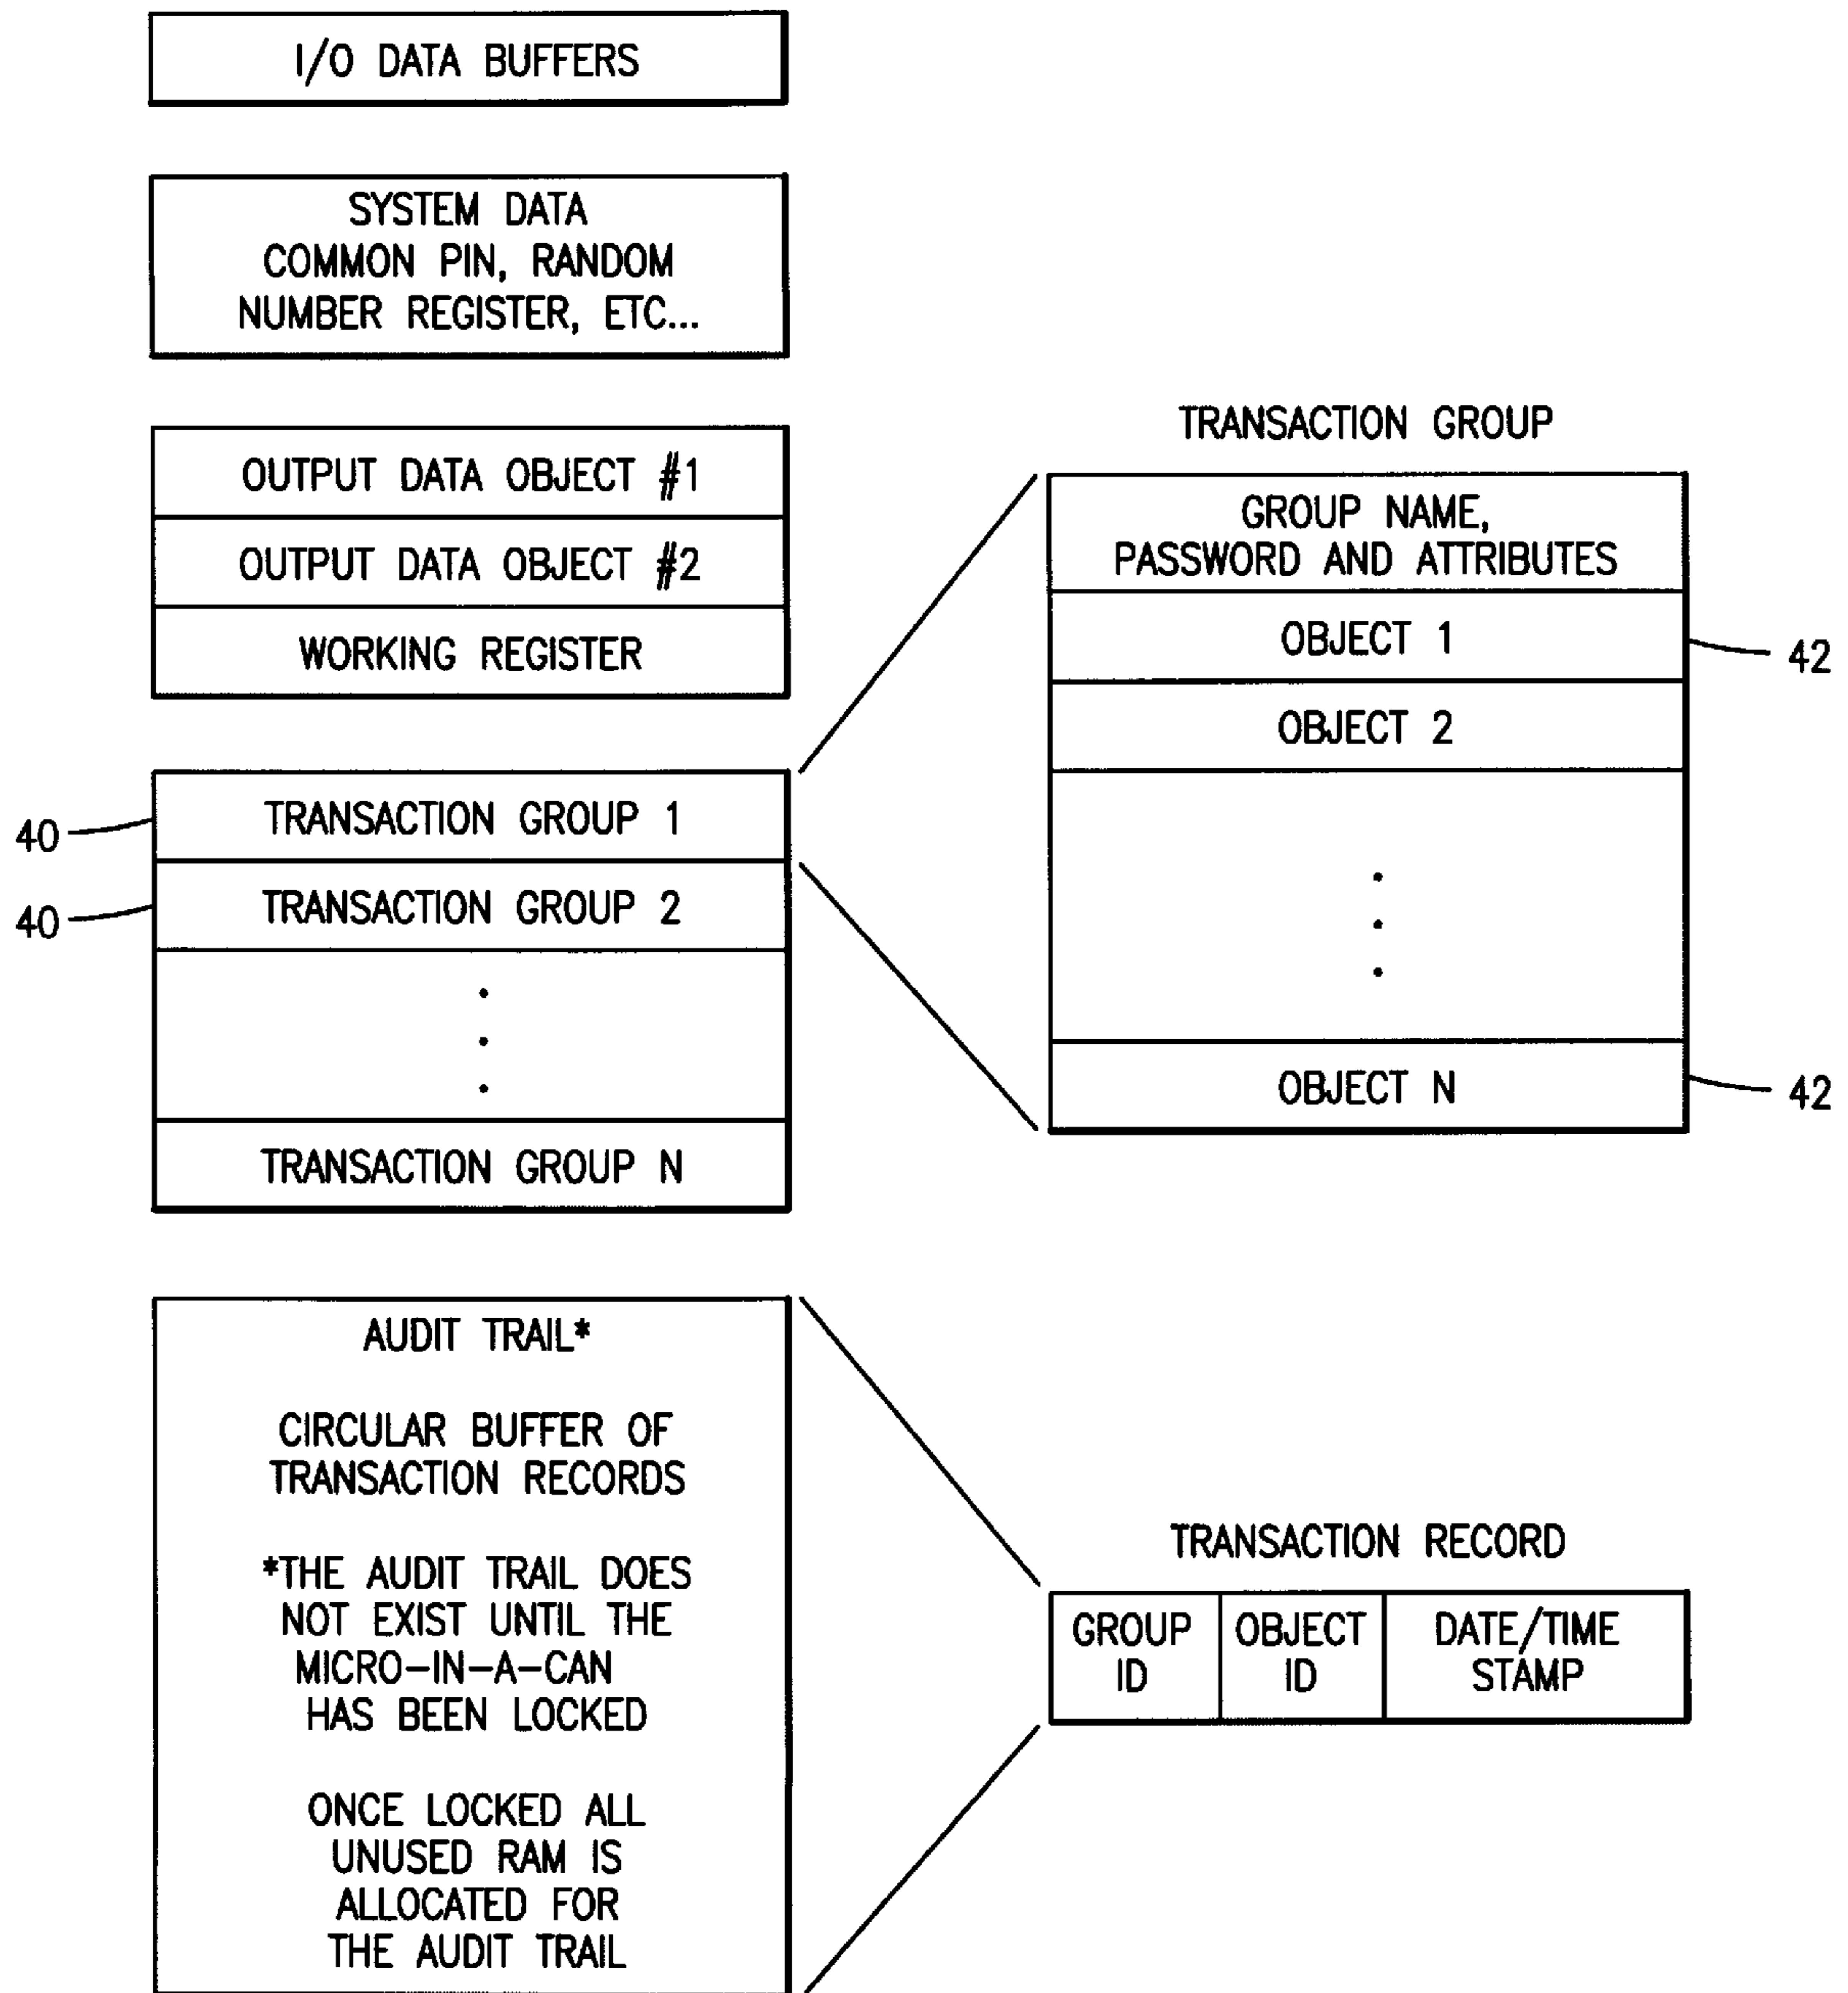 I/O DATA BUFFERS
SYSTEM DATA
COMMON PIN, RANDOM
NUMBER REGISTER, ETC...
OUTPUT DATA OBJECT #1
OUTPUT DATA OBJECT #2
WORKING REGISTER
40
TRANSACTION GROUP 1
40
TRANSACTION GROUP 2
TRANSACTION GROUP N
TRANSACTION GROUP
GROUP NAME,
PASSWORD AND ATTRIBUTES
OBJECT 1
42
OBJECT 2
OBJECT N
42
AUDIT TRAIL*
CIRCULAR BUFFER OF
TRANSACTION RECORDS
*THE AUDIT TRAIL DOES
NOT EXIST UNTIL THE
MICRO-IN-A-CAN
HAS BEEN LOCKED
ONCE LOCKED ALL
UNUSED RAM IS
ALLOCATED FOR
THE AUDIT TRAIL
TRANSACTION RECORD
GROUP
ID
OBJECT
ID
DATE/TIME
STAMP